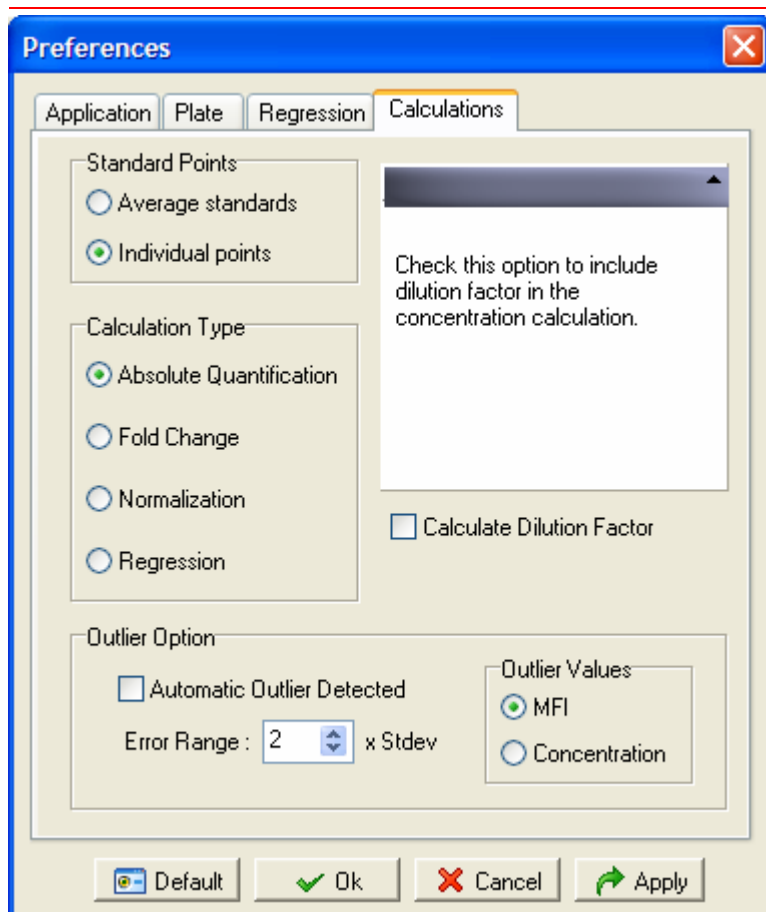 Preferences
Application Plate Regression Calculations
Standard Points
Average standards
Individual points
Check this option to include
dilution factor in the
concentration calculation.
Calculation Type
Absolute Quantification
Fold Change
Normalization
Regression
Calculate Dilution Factor
Outlier Option
Automatic Outlier Detected
Error Range : 2 x Stdev
Outlier Values
MFI
Concentration
Default Ok Cancel Apply